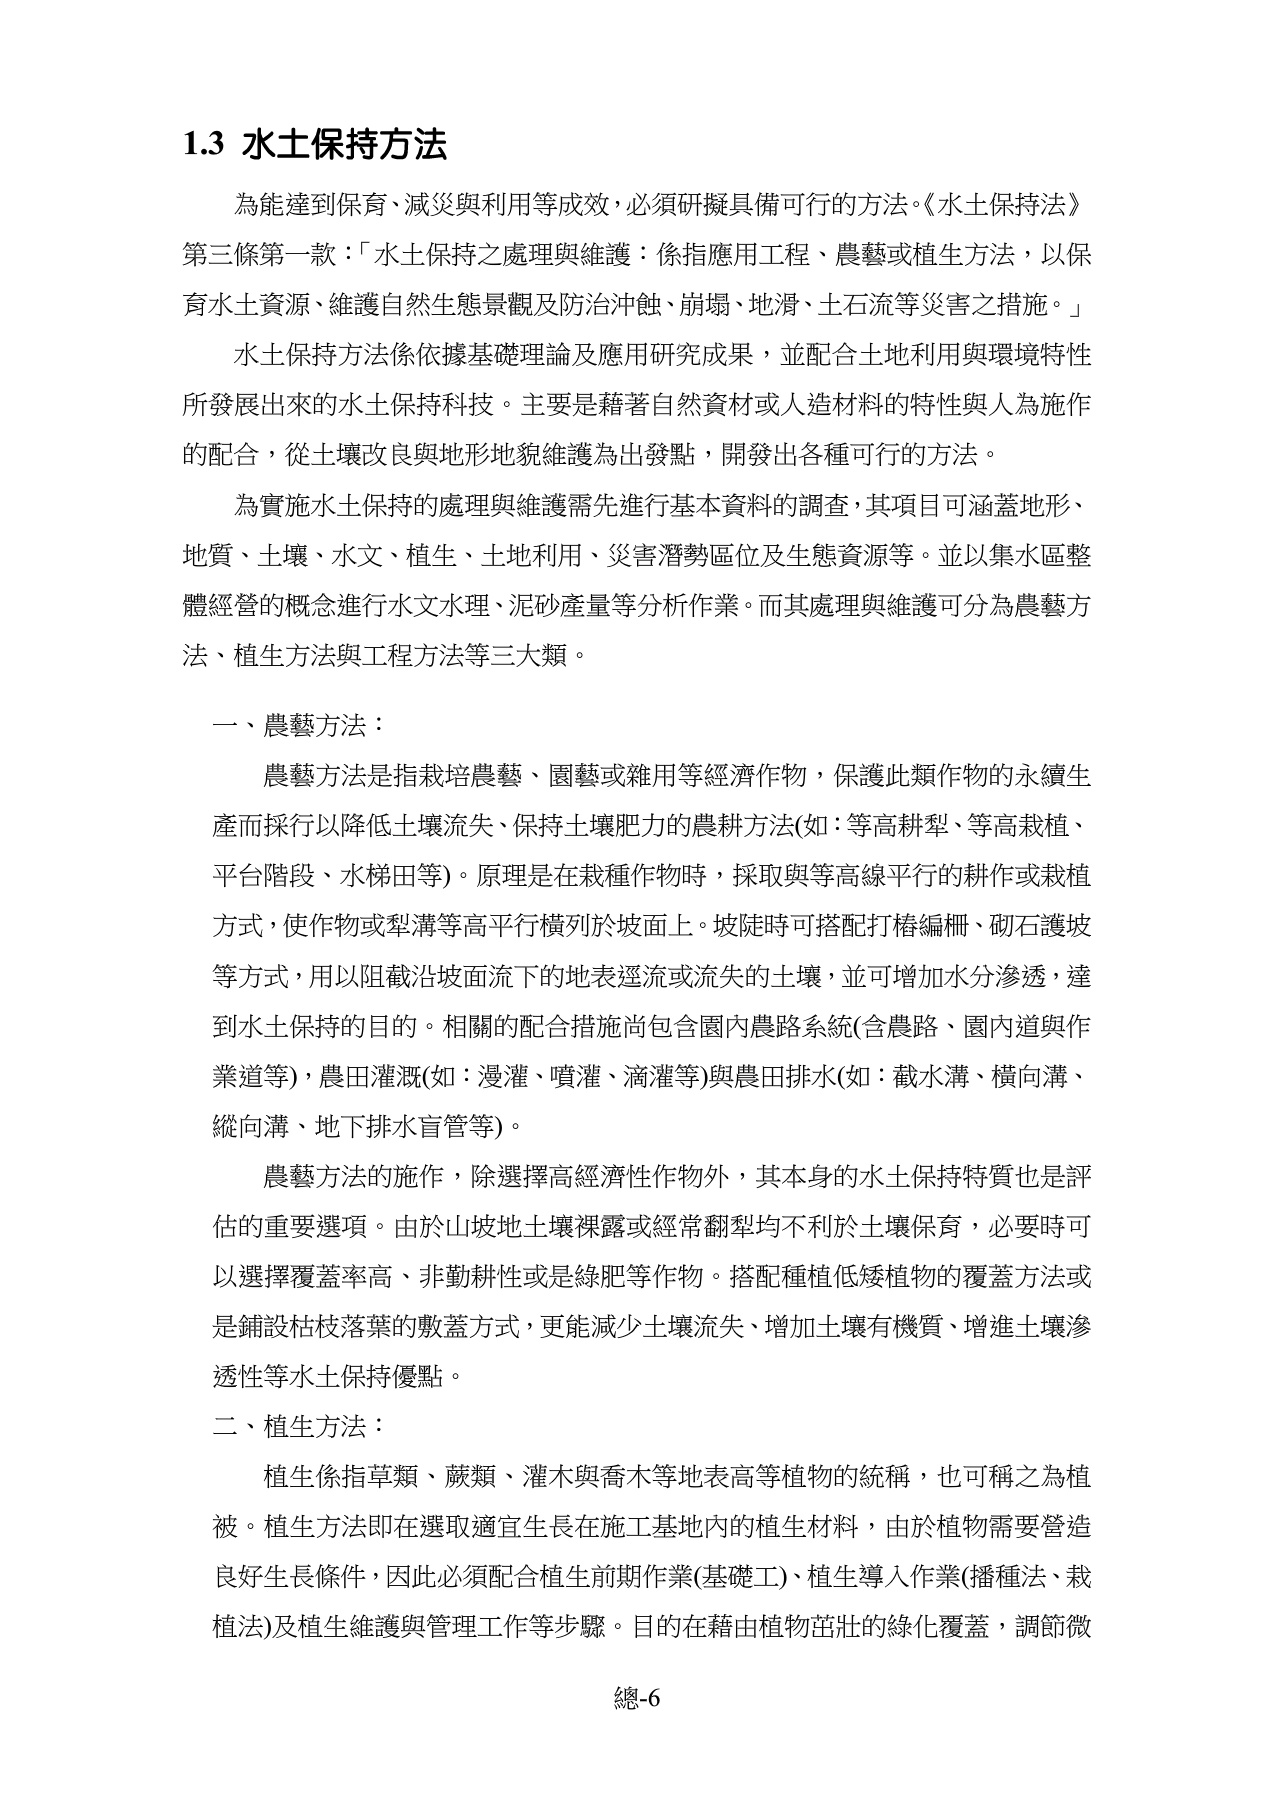 1.3 水土保持方法
為能達到保育、減災與利用等成效，必須研擬具備可行的方法。《水土保持法》
第三條第一款：「水土保持之處理與維護：係指應用工程、農藝或植生方法，以保
育水土資源、維護自然生態景觀及防治沖蝕、崩塌、地滑、土石流等災害之措施。」
水土保持方法係依據基礎理論及應用研究成果，並配合土地利用與環境特性
所發展出來的水土保持科技。主要是藉著自然資材或人造材料的特性與人為施作
的配合，從土壤改良與地形地貌維護為出發點，開發出各種可行的方法。
為實施水土保持的處理與維護需先進行基本資料的調查，其項目可涵蓋地形、
地質、土壤、水文、植生、土地利用、災害潛勢區位及生態資源等。並以集水區整
體經營的概念進行水文水理、泥砂產量等分析作業。而其處理與維護可分為農藝方
法、植生方法與工程方法等三大類。
一、農藝方法：
農藝方法是指栽培農藝、園藝或雜用等經濟作物，保護此類作物的永續生
產而採行以降低土壤流失、保持土壤肥力的農耕方法(如：等高耕犁、等高栽植、
平台階段、水梯田等)。原理是在栽種作物時，採取與等高線平行的耕作或栽植
方式，使作物或犁溝等高平行橫列於坡面上。坡陡時可搭配打樁編柵、砌石護坡
等方式，用以阻截沿坡面流下的地表逕流或流失的土壤，並可增加水分滲透，達
到水土保持的目的。相關的配合措施尚包含園內農路系統(含農路、園內道與作
業道等)，農田灌溉(如：漫灌、噴灌、滴灌等)與農田排水(如：截水溝、橫向溝、
縱向溝、地下排水盲管等)。
農藝方法的施作，除選擇高經濟性作物外，其本身的水土保持特質也是評
估的重要選項。由於山坡地土壤裸露或經常翻犁均不利於土壤保育，必要時可
以選擇覆蓋率高、非勤耕性或是綠肥等作物。搭配種植低矮植物的覆蓋方法或
是鋪設枯枝落葉的敷蓋方式，更能減少土壤流失、增加土壤有機質、增進土壤滲
透性等水土保持優點。
二、植生方法：
植生係指草類、蕨類、灌木與喬木等地表高等植物的統稱，也可稱之為植
被。植生方法即在選取適宜生長在施工基地內的植生材料，由於植物需要營造
良好生長條件，因此必須配合植生前期作業(基礎工)、植生導入作業(播種法、栽
植法)及植生維護與管理工作等步驟。目的在藉由植物茁壯的綠化覆蓋，調節微
總-6